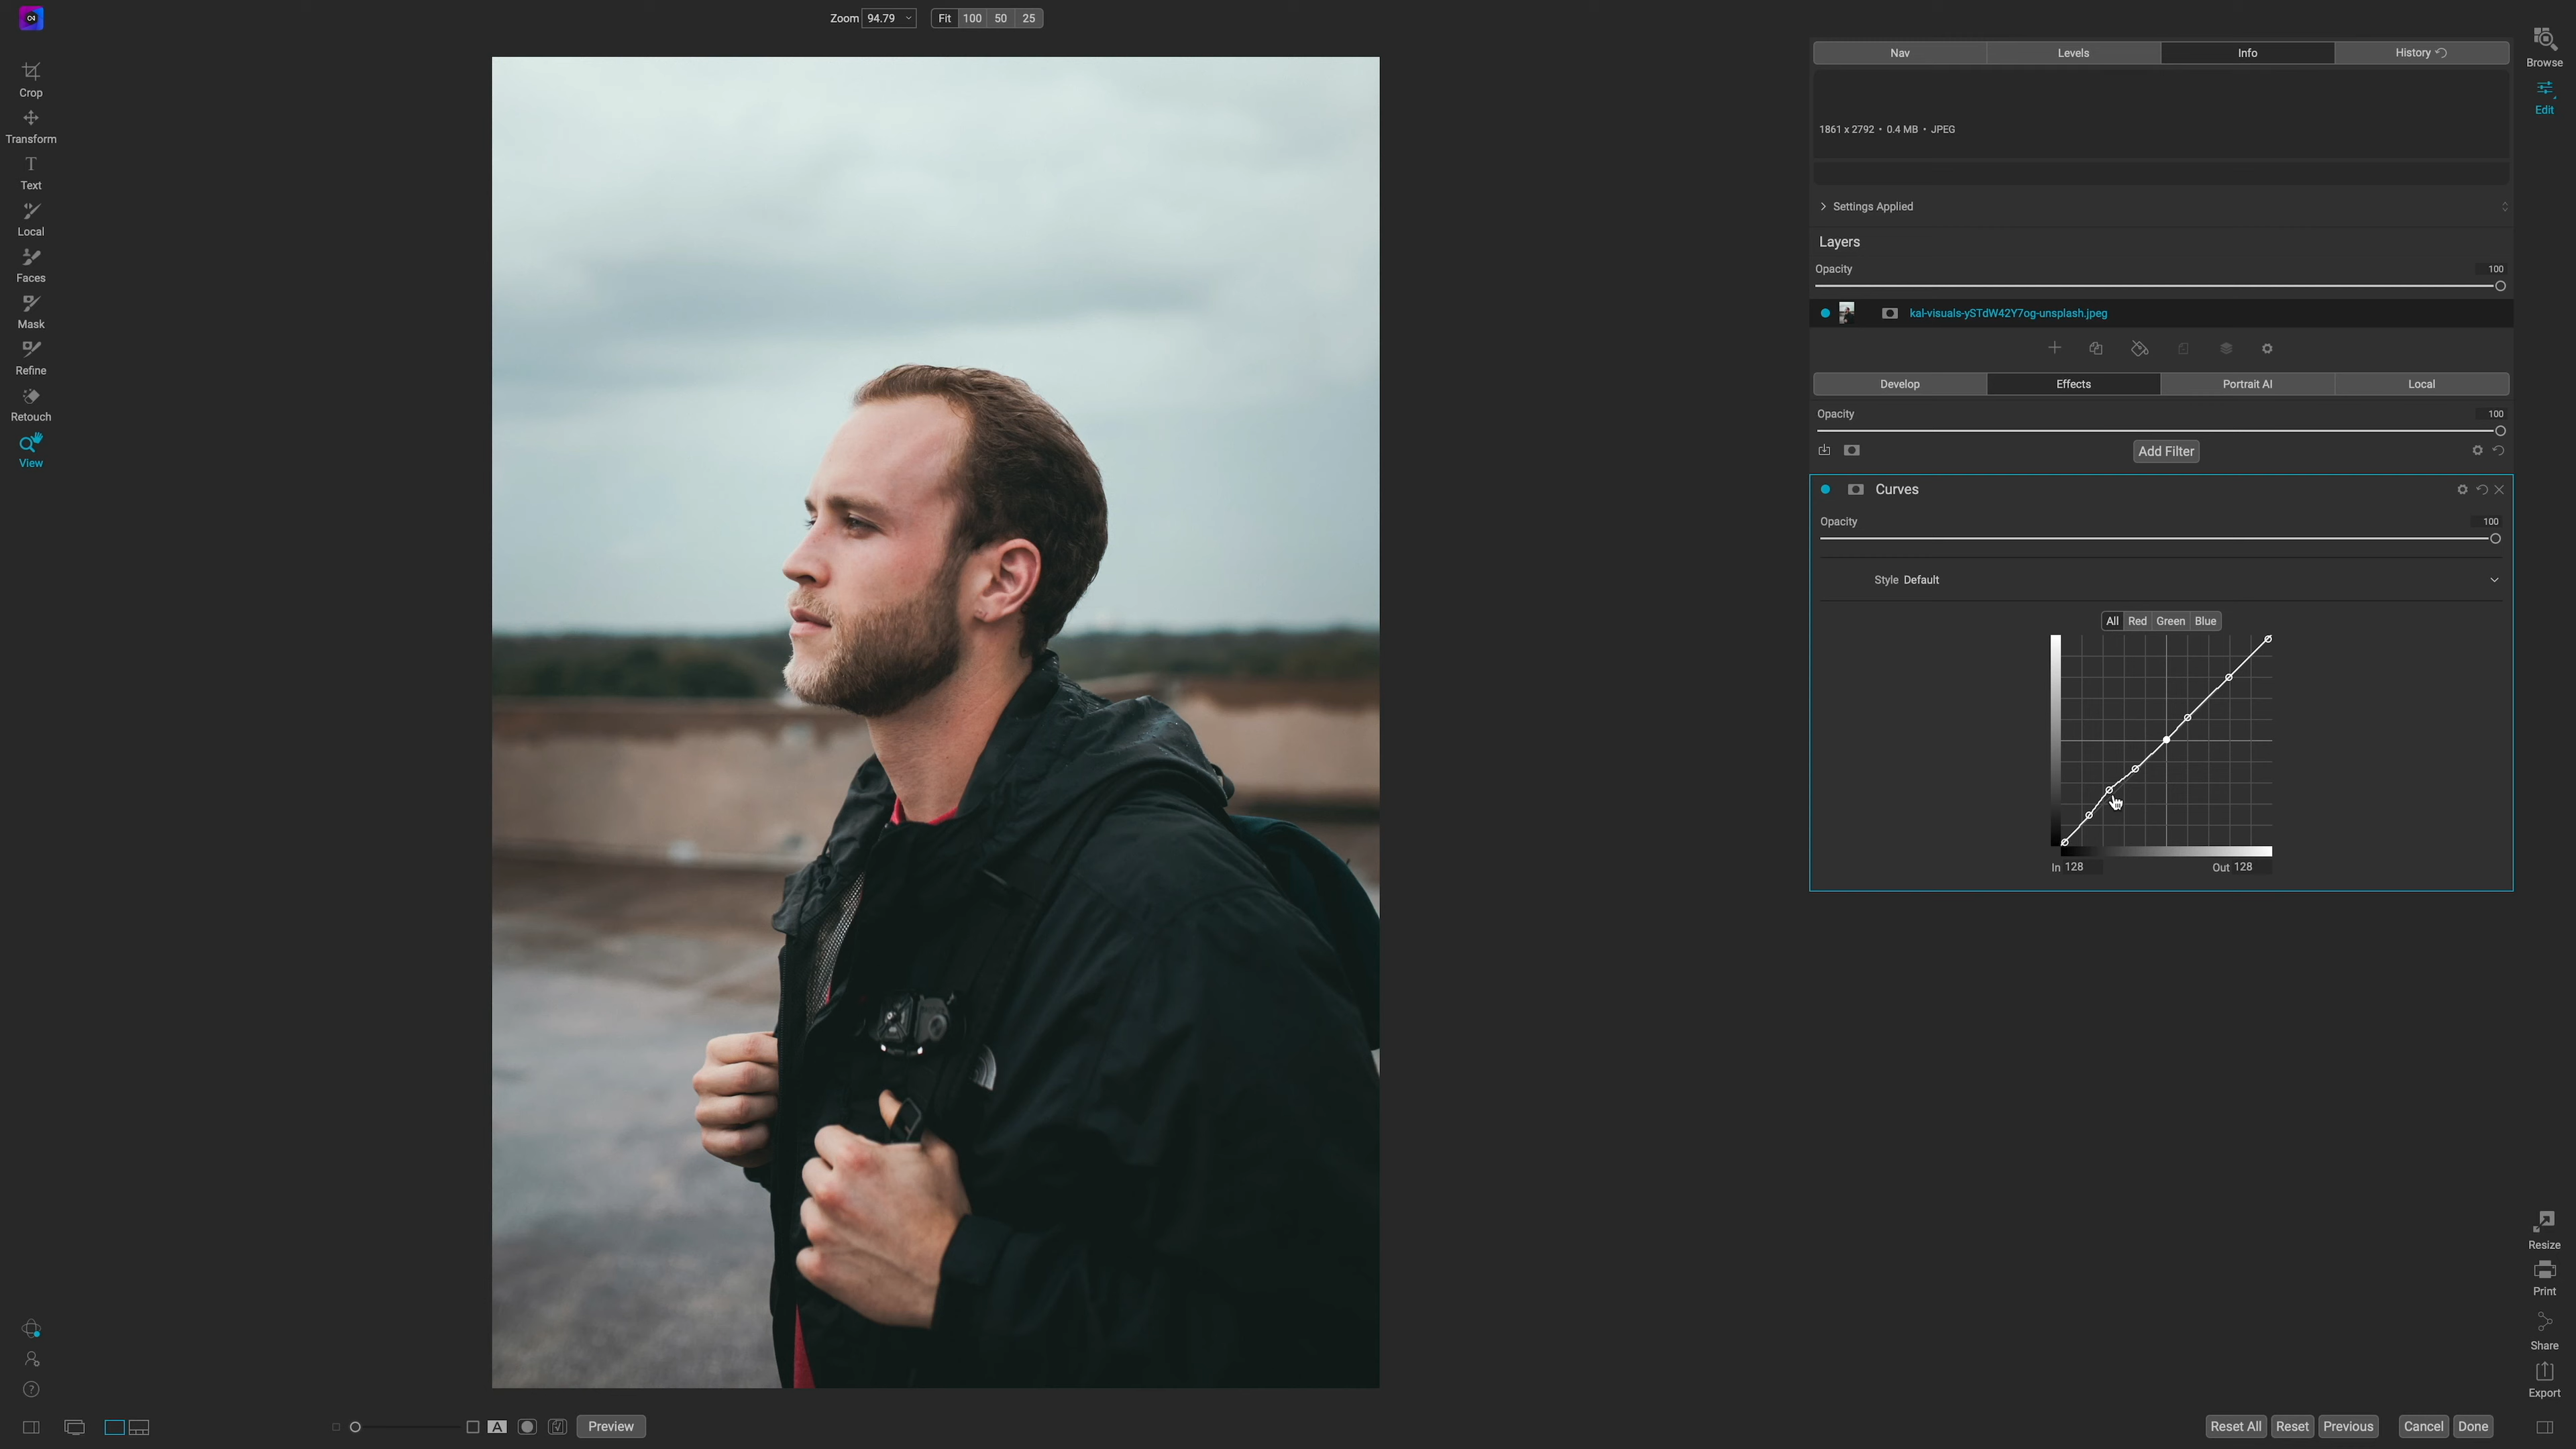 Zoom 94.79 Fit 100 50 25
Crop
Transform
Text
Local
Faces
Mask
Refine
Retouch
View
Nav Levels Info History
1861 x 2792 • 0.4 MB • JPEG
Settings Applied
Layers
Opacity 100
kal-visuals-ySTdW42Y7og-unsplash.jpeg
Develop Effects Portrait AI Local
Opacity 100
Add Filter
Curves
Opacity 100
Style Default
All Red Green Blue
In 128 Out 128
Browse
Edit
Resize
Print
Share
Export
A Preview
Reset All Reset Previous Cancel Done